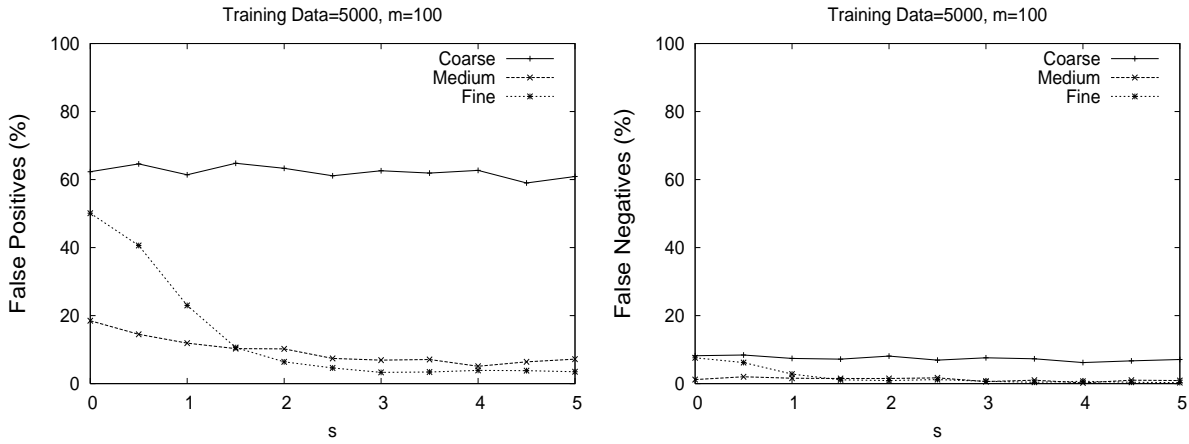 Training Data=5000, m=100
False Positives (%)
100
80
60
40
20
0
0 1 2 3 4 5
s
Coarse
Medium
Fine
Training Data=5000, m=100
False Negatives (%)
100
80
60
40
20
0
0 1 2 3 4 5
s
Coarse
Medium
Fine